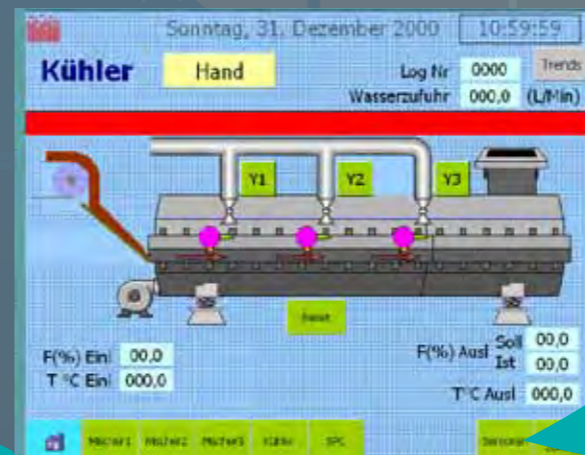 Sonntag, 31. Dezember 2000 10:59:59
Kühler Hand Log Nr 0000 Trends
Wasserzufuhr 000,0 (L/Min)
Y1 Y2 Y3
Reset
F(%) Einl 00,0
T °C Einl 000,0
F(%) Ausl Soll 00,0
Ist 00,0
T°C Ausl 000,0
Mischer1 Mischer2 Mischer3 Kühler SPC